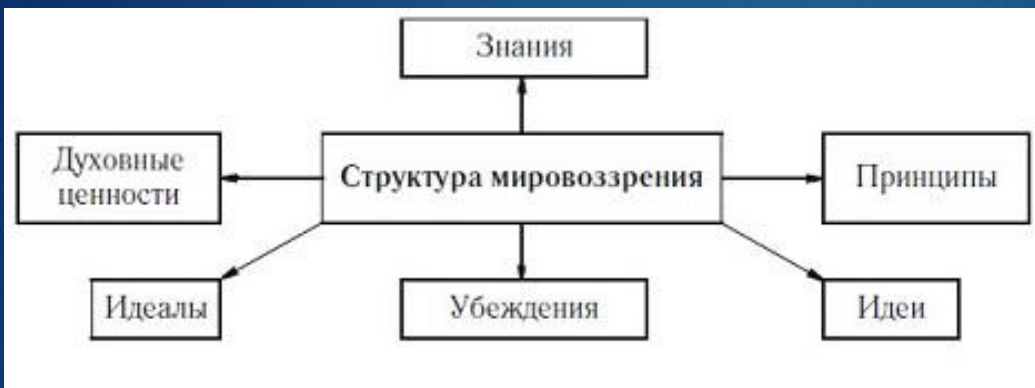 Знания
Духовные
ценности
Структура мировоззрения
Принципы
Идеалы
Убеждения
Идеи